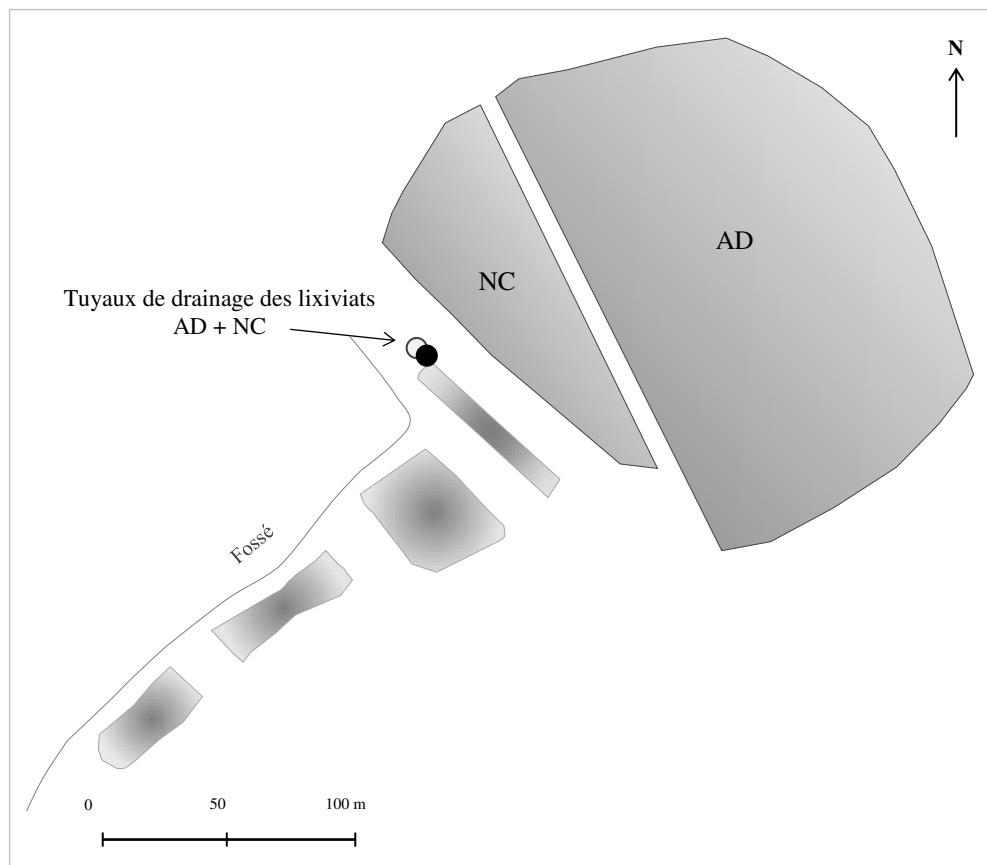 N
AD
NC
Tuyaux de drainage des lixiviats
AD + NC
Fossé
0 50 100 m